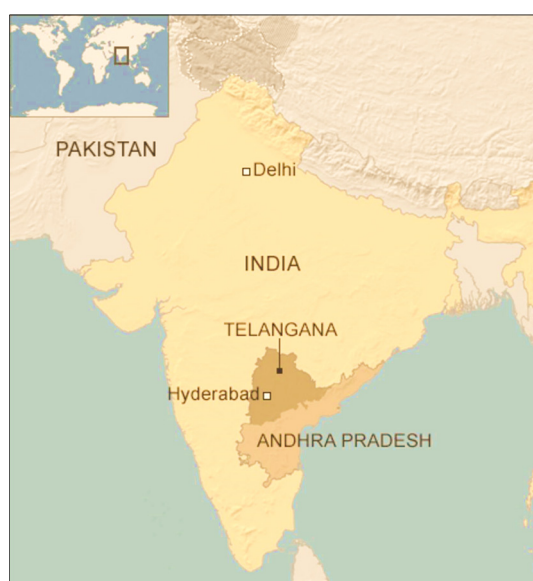 PAKISTAN
Delhi
INDIA
TELANGANA
Hyderabad
ANDHRA PRADESH